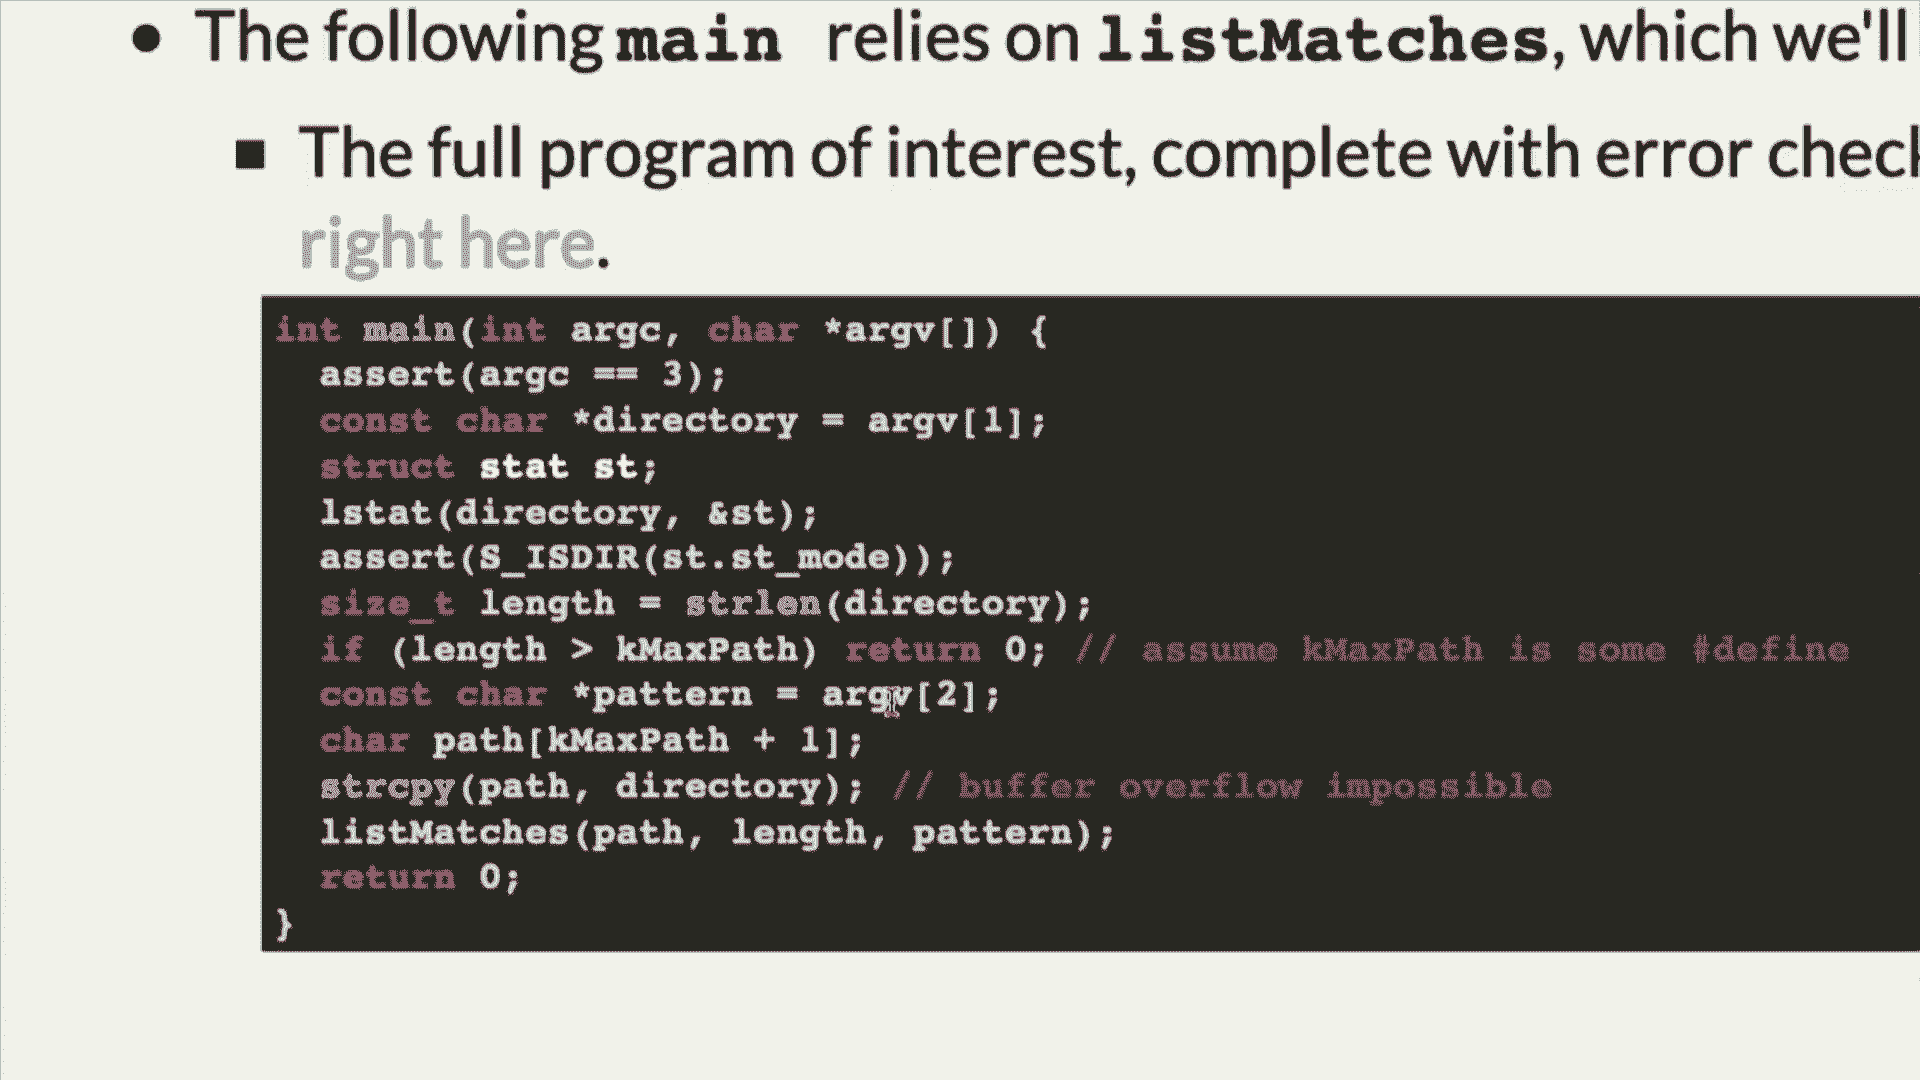 The following main relies on listMatches, which we'll
The full program of interest, complete with error check
right here.
int main(int argc, char *argv[]) {
  assert(argc == 3);
  const char *directory = argv[1];
  struct stat st;
  lstat(directory, &st);
  assert(S_ISDIR(st.st_mode));
  size_t length = strlen(directory);
  if (length > kMaxPath) return 0; // assume kMaxPath is some #define
  const char *pattern = argv[2];
  char path[kMaxPath + 1];
  strcpy(path, directory); // buffer overflow impossible
  listMatches(path, length, pattern);
  return 0;
}